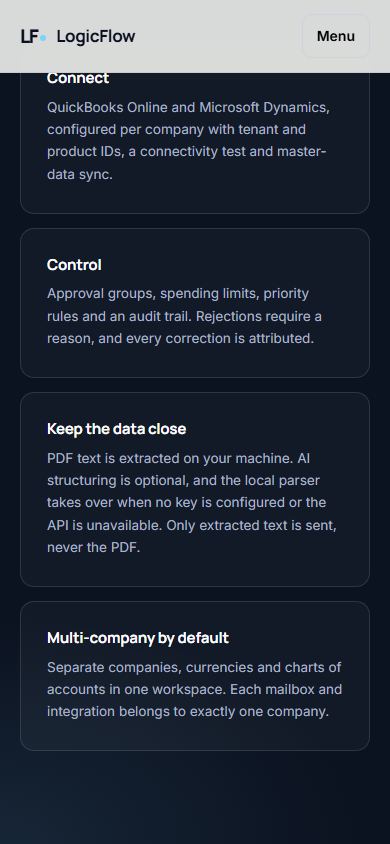 LF LogicFlow
Menu
Connect
QuickBooks Online and Microsoft Dynamics,
configured per company with tenant and
product IDs, a connectivity test and master-
data sync.
Control
Approval groups, spending limits, priority
rules and an audit trail. Rejections require a
reason, and every correction is attributed.
Keep the data close
PDF text is extracted on your machine. AI
structuring is optional, and the local parser
takes over when no key is configured or the
API is unavailable. Only extracted text is sent,
never the PDF.
Multi-company by default
Separate companies, currencies and charts of
accounts in one workspace. Each mailbox and
integration belongs to exactly one company.